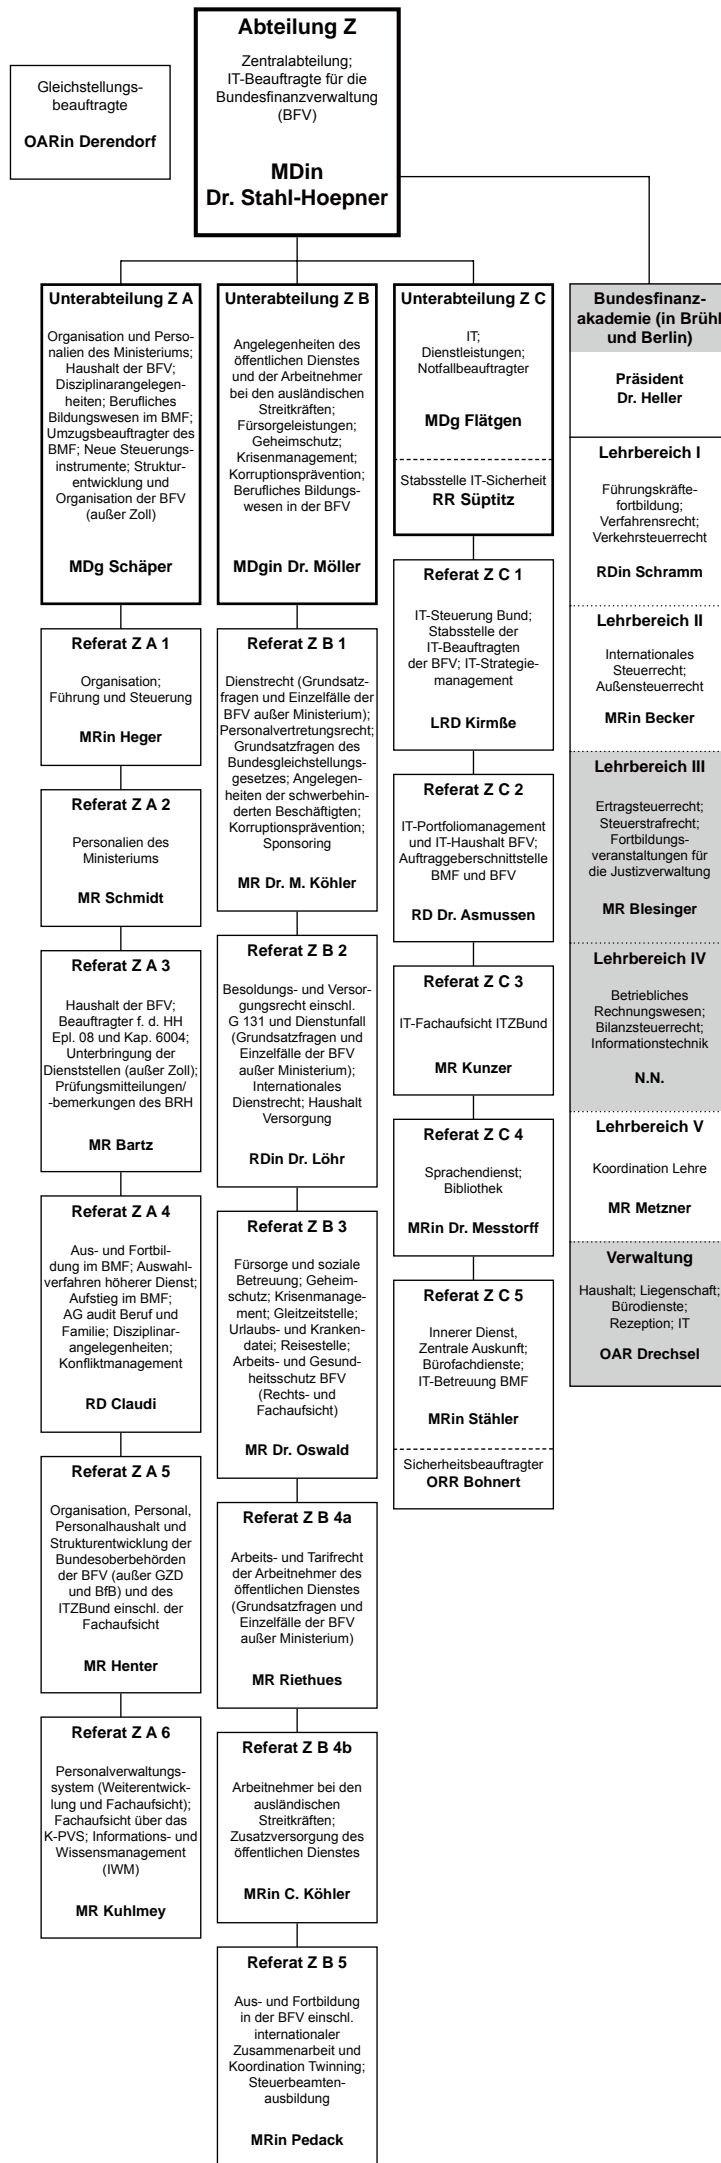 Abteilung Z
Zentralabteilung;
IT-Beauftragte für die
Bundesfinanzverwaltung
(BFV)
MDin
Dr. Stahl-Hoepner
Gleichstellungs-
beauftragte
OARin Derendorf
Unterabteilung Z A
Organisation und Perso-
nalien des Ministeriums;
Haushalt der BFV;
Disziplinarangelegen-
heiten; Berufliches
Bildungswesen im BMF;
Umzugsbeauftragter des
BMF; Neue Steuerungs-
instrumente; Struktur-
entwicklung und
Organisation der BFV
(außer Zoll)
MDg Schäper
Referat Z A 1
Organisation;
Führung und Steuerung
MRin Heger
Referat Z A 2
Personalien des
Ministeriums
MR Schmidt
Referat Z A 3
Haushalt der BFV;
Beauftragter f. d. HH
Epl. 08 und Kap. 6004;
Unterbringung der
Dienststellen (außer Zoll);
Prüfungsmitteilungen/
-bemerkungen des BRH
MR Bartz
Referat Z A 4
Aus- und Fortbil-
dung im BMF; Auswahl-
verfahren höherer Dienst;
Aufstieg im BMF;
AG audit Beruf und
Familie; Disziplinar-
angelegenheiten;
Konfliktmanagement
RD Claudi
Referat Z A 5
Organisation, Personal,
Personalhaushalt und
Strukturentwicklung der
Bundesoberbehörden
der BFV (außer GZD
und BfB) und des
ITZBund einschl. der
Fachaufsicht
MR Henter
Referat Z A 6
Personalverwaltungs-
system (Weiterentwick-
lung und Fachaufsicht);
Fachaufsicht über das
K-PVS; Informations- und
Wissensmanagement
(IWM)
MR Kuhlmey
Unterabteilung Z B
Angelegenheiten des
öffentlichen Dienstes
und der Arbeitnehmer
bei den ausländischen
Streitkräften;
Fürsorgeleistungen;
Geheimschutz;
Krisenmanagement;
Korruptionsprävention;
Berufliches Bildungs-
wesen in der BFV
MDgin Dr. Möller
Referat Z B 1
Dienstrecht (Grundsatz-
fragen und Einzelfälle der
BFV außer Ministerium);
Personalvertretungsrecht;
Grundsatzfragen des
Bundesgleichstellungs-
gesetzes; Angelegen-
heiten der schwerbehin-
derten Beschäftigten;
Korruptionsprävention;
Sponsoring
MR Dr. M. Köhler
Referat Z B 2
Besoldungs- und Versor-
gungsrecht einschl.
G 131 und Dienstunfall
(Grundsatzfragen und
Einzelfälle der BFV
außer Ministerium);
Internationales
Dienstrecht; Haushalt
Versorgung
RDin Dr. Löhr
Referat Z B 3
Fürsorge und soziale
Betreuung; Geheim-
schutz; Krisenmanage-
ment; Gleitzeitstelle;
Urlaubs- und Kranken-
datei; Reisestelle;
Arbeits- und Gesund-
heitsschutz BFV
(Rechts- und
Fachaufsicht)
MR Dr. Oswald
Referat Z B 4a
Arbeits- und Tarifrecht
der Arbeitnehmer des
öffentlichen Dienstes
(Grundsatzfragen und
Einzelfälle der BFV
außer Ministerium)
MR Riethues
Referat Z B 4b
Arbeitnehmer bei den
ausländischen
Streitkräften;
Zusatzversorgung des
öffentlichen Dienstes
MRin C. Köhler
Referat Z B 5
Aus- und Fortbildung
in der BFV einschl.
internationaler
Zusammenarbeit und
Koordination Twinning;
Steuerbeamten-
ausbildung
MRin Pedack
Unterabteilung Z C
IT;
Dienstleistungen;
Notfallbeauftragter
MDg Flätgen
Stabsstelle IT-Sicherheit
RR Süptitz
Referat Z C 1
IT-Steuerung Bund;
Stabsstelle der
IT-Beauftragten
der BFV; IT-Strategie-
management
LRD Kirmße
Referat Z C 2
IT-Portfoliomanagement
und IT-Haushalt BFV;
Auftraggeberschnittstelle
BMF und BFV
RD Dr. Asmussen
Referat Z C 3
IT-Fachaufsicht ITZBund
MR Kunzer
Referat Z C 4
Sprachendienst;
Bibliothek
MRin Dr. Messtorff
Referat Z C 5
Innerer Dienst,
Zentrale Auskunft;
Bürofachdienste;
IT-Betreuung BMF
MRin Stähler
Sicherheitsbeauftragter
ORR Bohnert
Bundesfinanz-
akademie (in Brühl
und Berlin)
Präsident
Dr. Heller
Lehrbereich I
Führungskräfte-
fortbildung;
Verfahrensrecht;
Verkehrsteuerrecht
RDin Schramm
Lehrbereich II
Internationales
Steuerrecht;
Außensteuerrecht
MRin Becker
Lehrbereich III
Ertragsteuerrecht;
Steuerstrafrecht;
Fortbildungs-
veranstaltungen für
die Justizverwaltung
MR Blesinger
Lehrbereich IV
Betriebliches
Rechnungswesen;
Bilanzsteuerrecht;
Informationstechnik
N.N.
Lehrbereich V
Koordination Lehre
MR Metzner
Verwaltung
Haushalt; Liegenschaft;
Bürodienste;
Rezeption; IT
OAR Drechsel